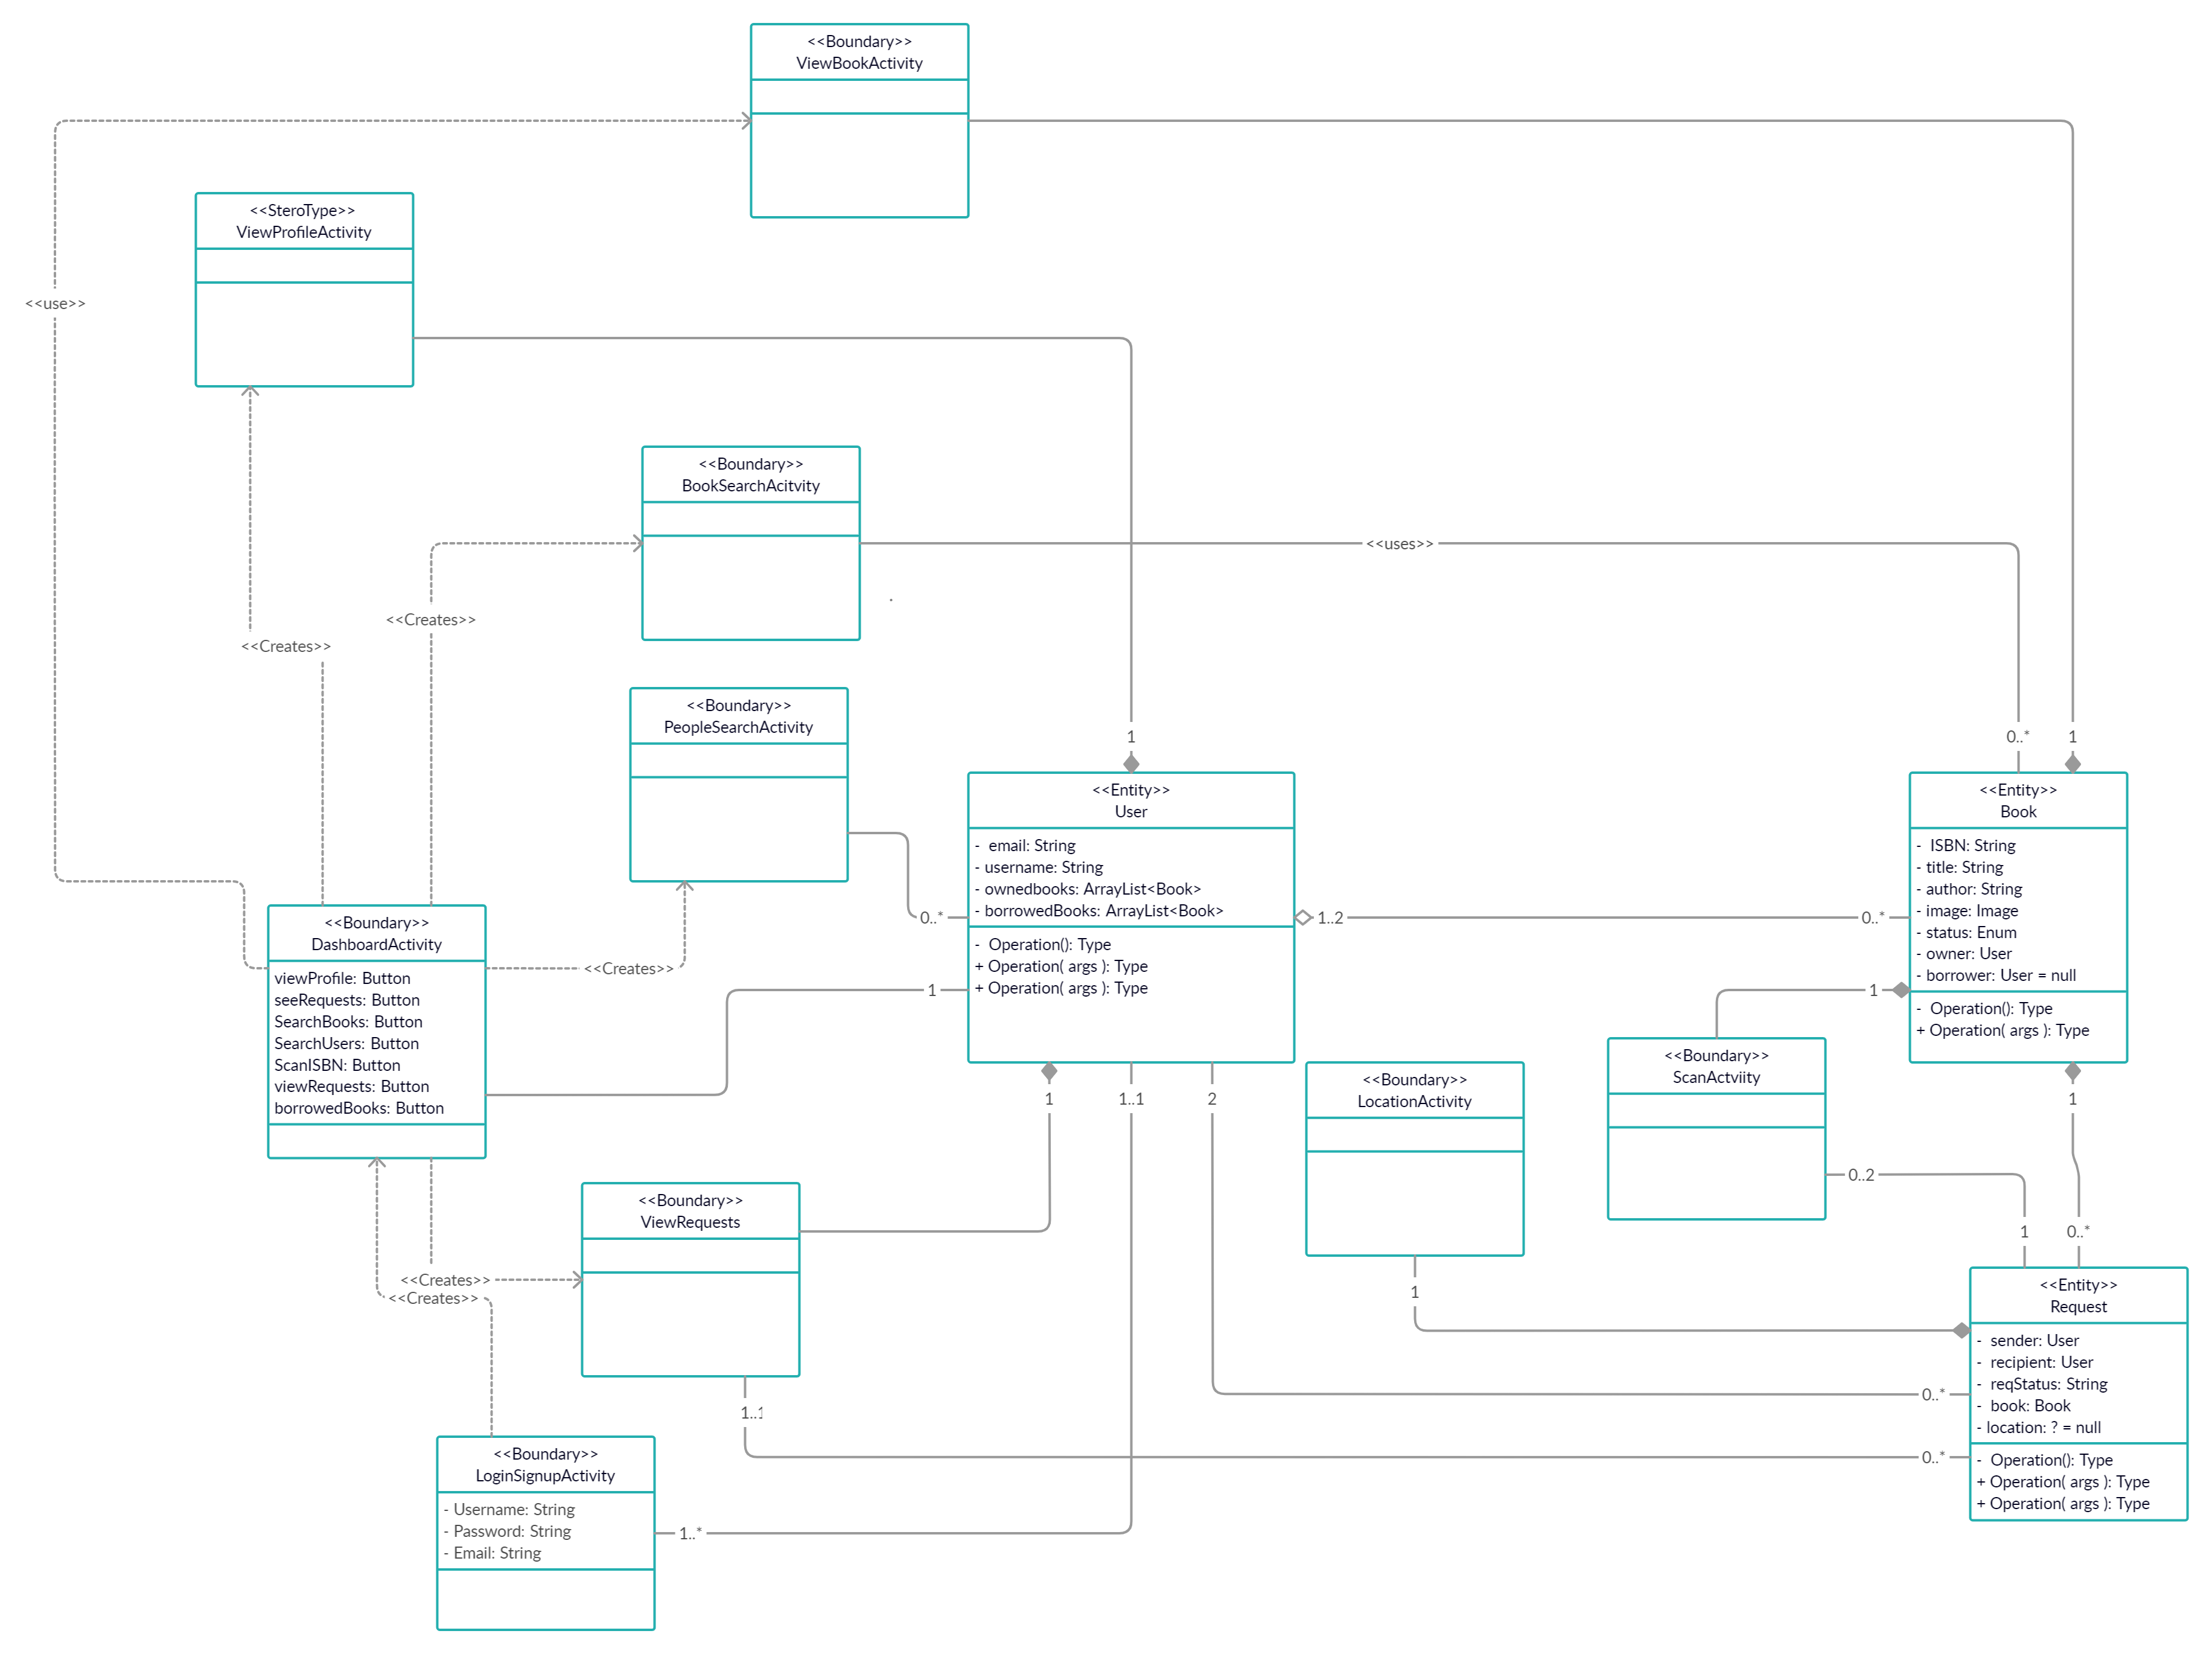 <<Boundary>>
ViewBookActivity
<<SteroType>>
ViewProfileActivity
<<use>>
<<Boundary>>
BookSearchAcitvity
<<uses>>
<<Creates>>
<<Creates>>
<<Boundary>>
PeopleSearchActivity
1
0..*
1
<<Entity>>
User
- email: String
- username: String
- ownedbooks: ArrayList<Book>
- borrowedBooks: ArrayList<Book>
- Operation(): Type
+ Operation( args ): Type
+ Operation( args ): Type
<<Entity>>
Book
- ISBN: String
- title: String
- author: String
- image: Image
- status: Enum
- owner: User
- borrower: User = null
- Operation(): Type
+ Operation( args ): Type
0..*
1..2
0..*
<<Boundary>>
DashboardActivity
viewProfile: Button
seeRequests: Button
SearchBooks: Button
SearchUsers: Button
ScanISBN: Button
viewRequests: Button
borrowedBooks: Button
<<Creates>>
1
1
<<Boundary>>
ScanActviity
<<Boundary>>
LocationActivity
1
1..1
2
1
0..2
1
0..*
<<Boundary>>
ViewRequests
<<Creates>>
<<Creates>>
1
<<Entity>>
Request
- sender: User
- recipient: User
- reqStatus: String
- book: Book
- location: ? = null
- Operation(): Type
+ Operation( args ): Type
+ Operation( args ): Type
0..*
1..1
0..*
<<Boundary>>
LoginSignupActivity
- Username: String
- Password: String
- Email: String
1..*